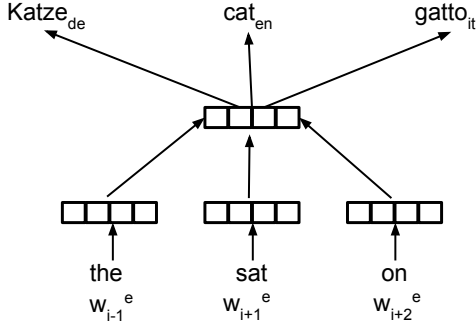 Katze_de cat_en gatto_it
the sat on
w_i-1^e w_i+1^e w_i+2^e